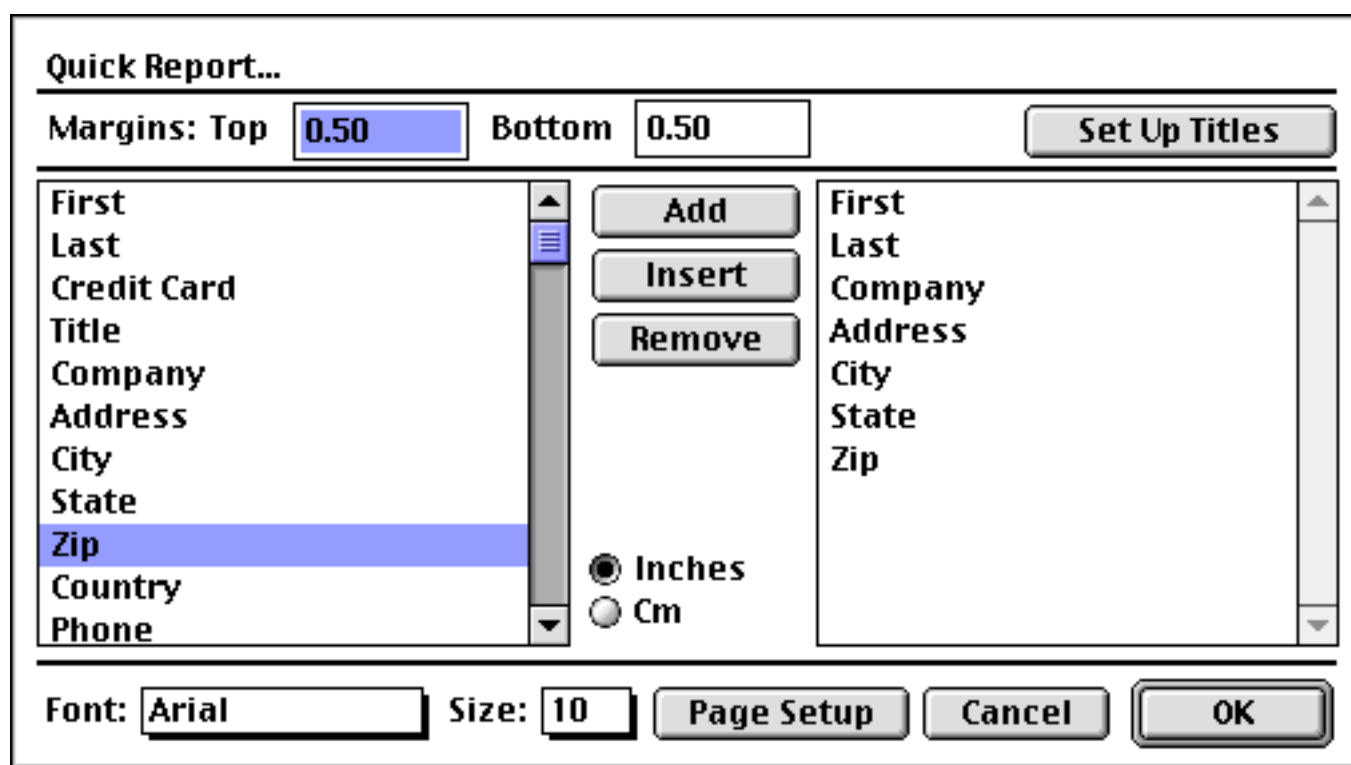 Quick Report...
Margins: Top 0.50 Bottom 0.50 Set Up Titles
First
Last
Credit Card
Title
Company
Address
City
State
Zip
Country
Phone
Add
Insert
Remove
Inches
Cm
First
Last
Company
Address
City
State
Zip
Font: Arial Size: 10 Page Setup Cancel OK